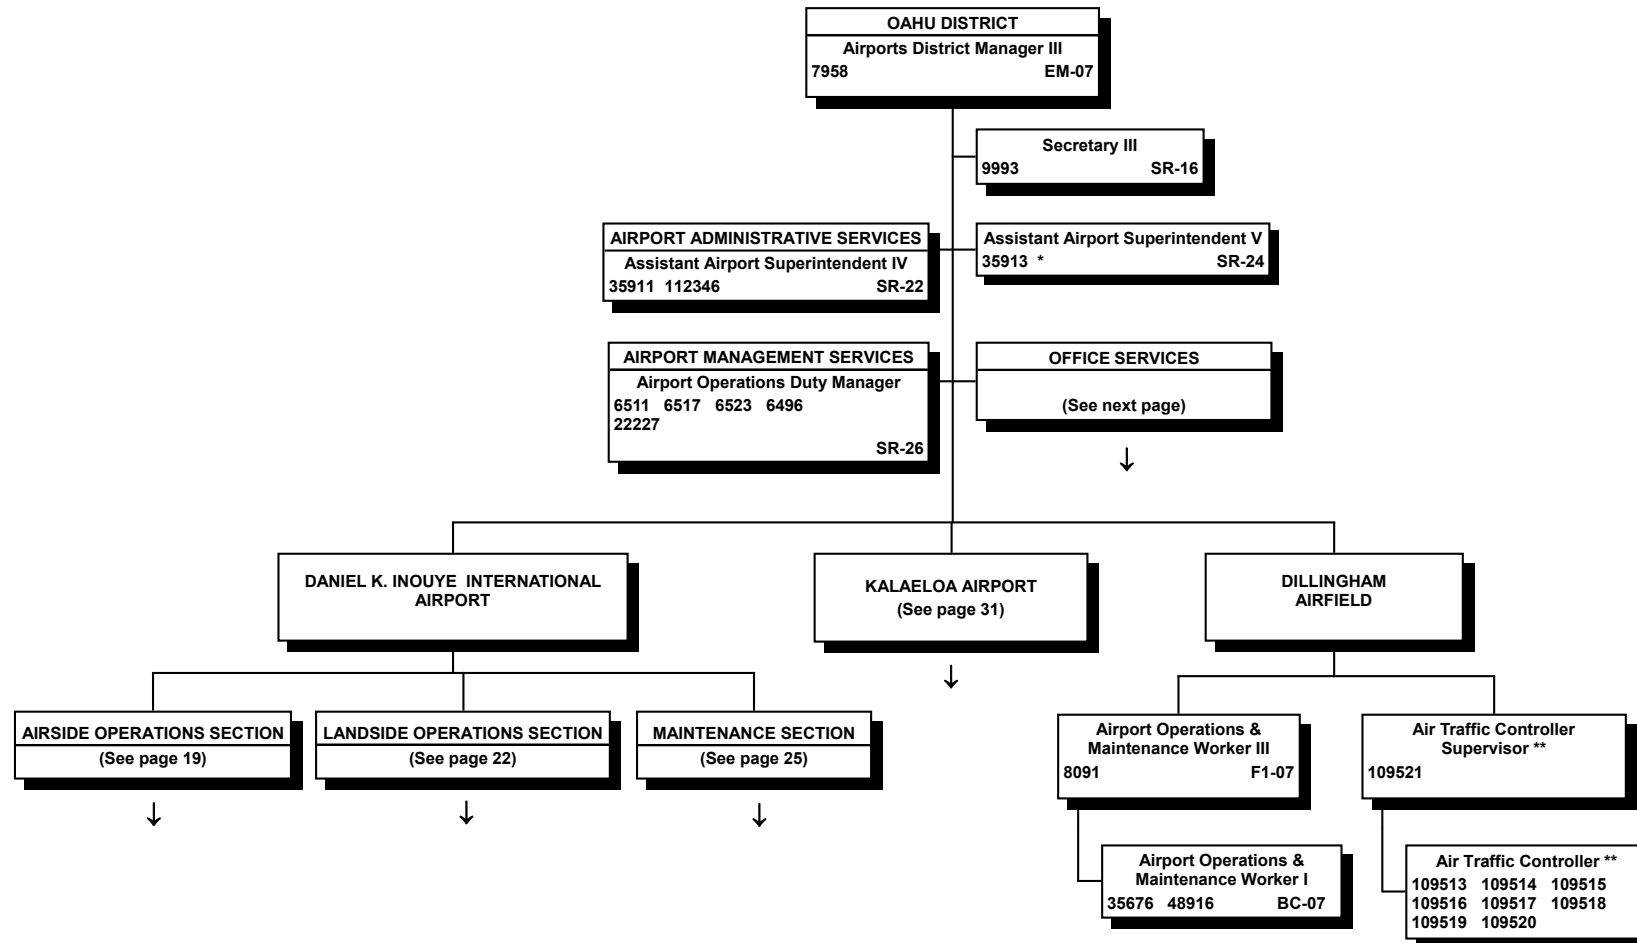 OAHU DISTRICT
Airports District Manager III
7958 EM-07
Secretary III
9993 SR-16
AIRPORT ADMINISTRATIVE SERVICES
Assistant Airport Superintendent IV
35911 112346 SR-22
Assistant Airport Superintendent V
35913 * SR-24
AIRPORT MANAGEMENT SERVICES
Airport Operations Duty Manager
6511 6517 6523 6496
22227
SR-26
OFFICE SERVICES
(See next page)
DANIEL K. INOUYE INTERNATIONAL
AIRPORT
KALAELOA AIRPORT
(See page 31)
DILLINGHAM
AIRFIELD
AIRSIDE OPERATIONS SECTION
(See page 19)
LANDSIDE OPERATIONS SECTION
(See page 22)
MAINTENANCE SECTION
(See page 25)
Airport Operations &
Maintenance Worker III
8091 F1-07
Airport Operations &
Maintenance Worker I
35676 48916 BC-07
Air Traffic Controller
Supervisor **
109521
Air Traffic Controller **
109513 109514 109515
109516 109517 109518
109519 109520